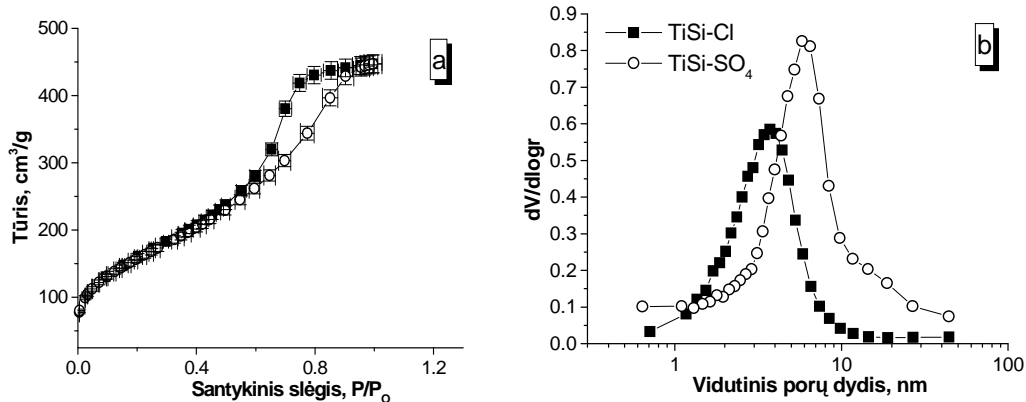 500
400
300
200
100
0.0
0.4
0.8
1.2
Tūris, cm³/g
Santykinis slėgis, P/P₀
a
TiSi-Cl
TiSi-SO₄
b
0.9
0.8
0.7
0.6
0.5
0.4
0.3
0.2
0.1
0.0
1
10
100
dV/dlogr
Vidutinis porų dydis, nm